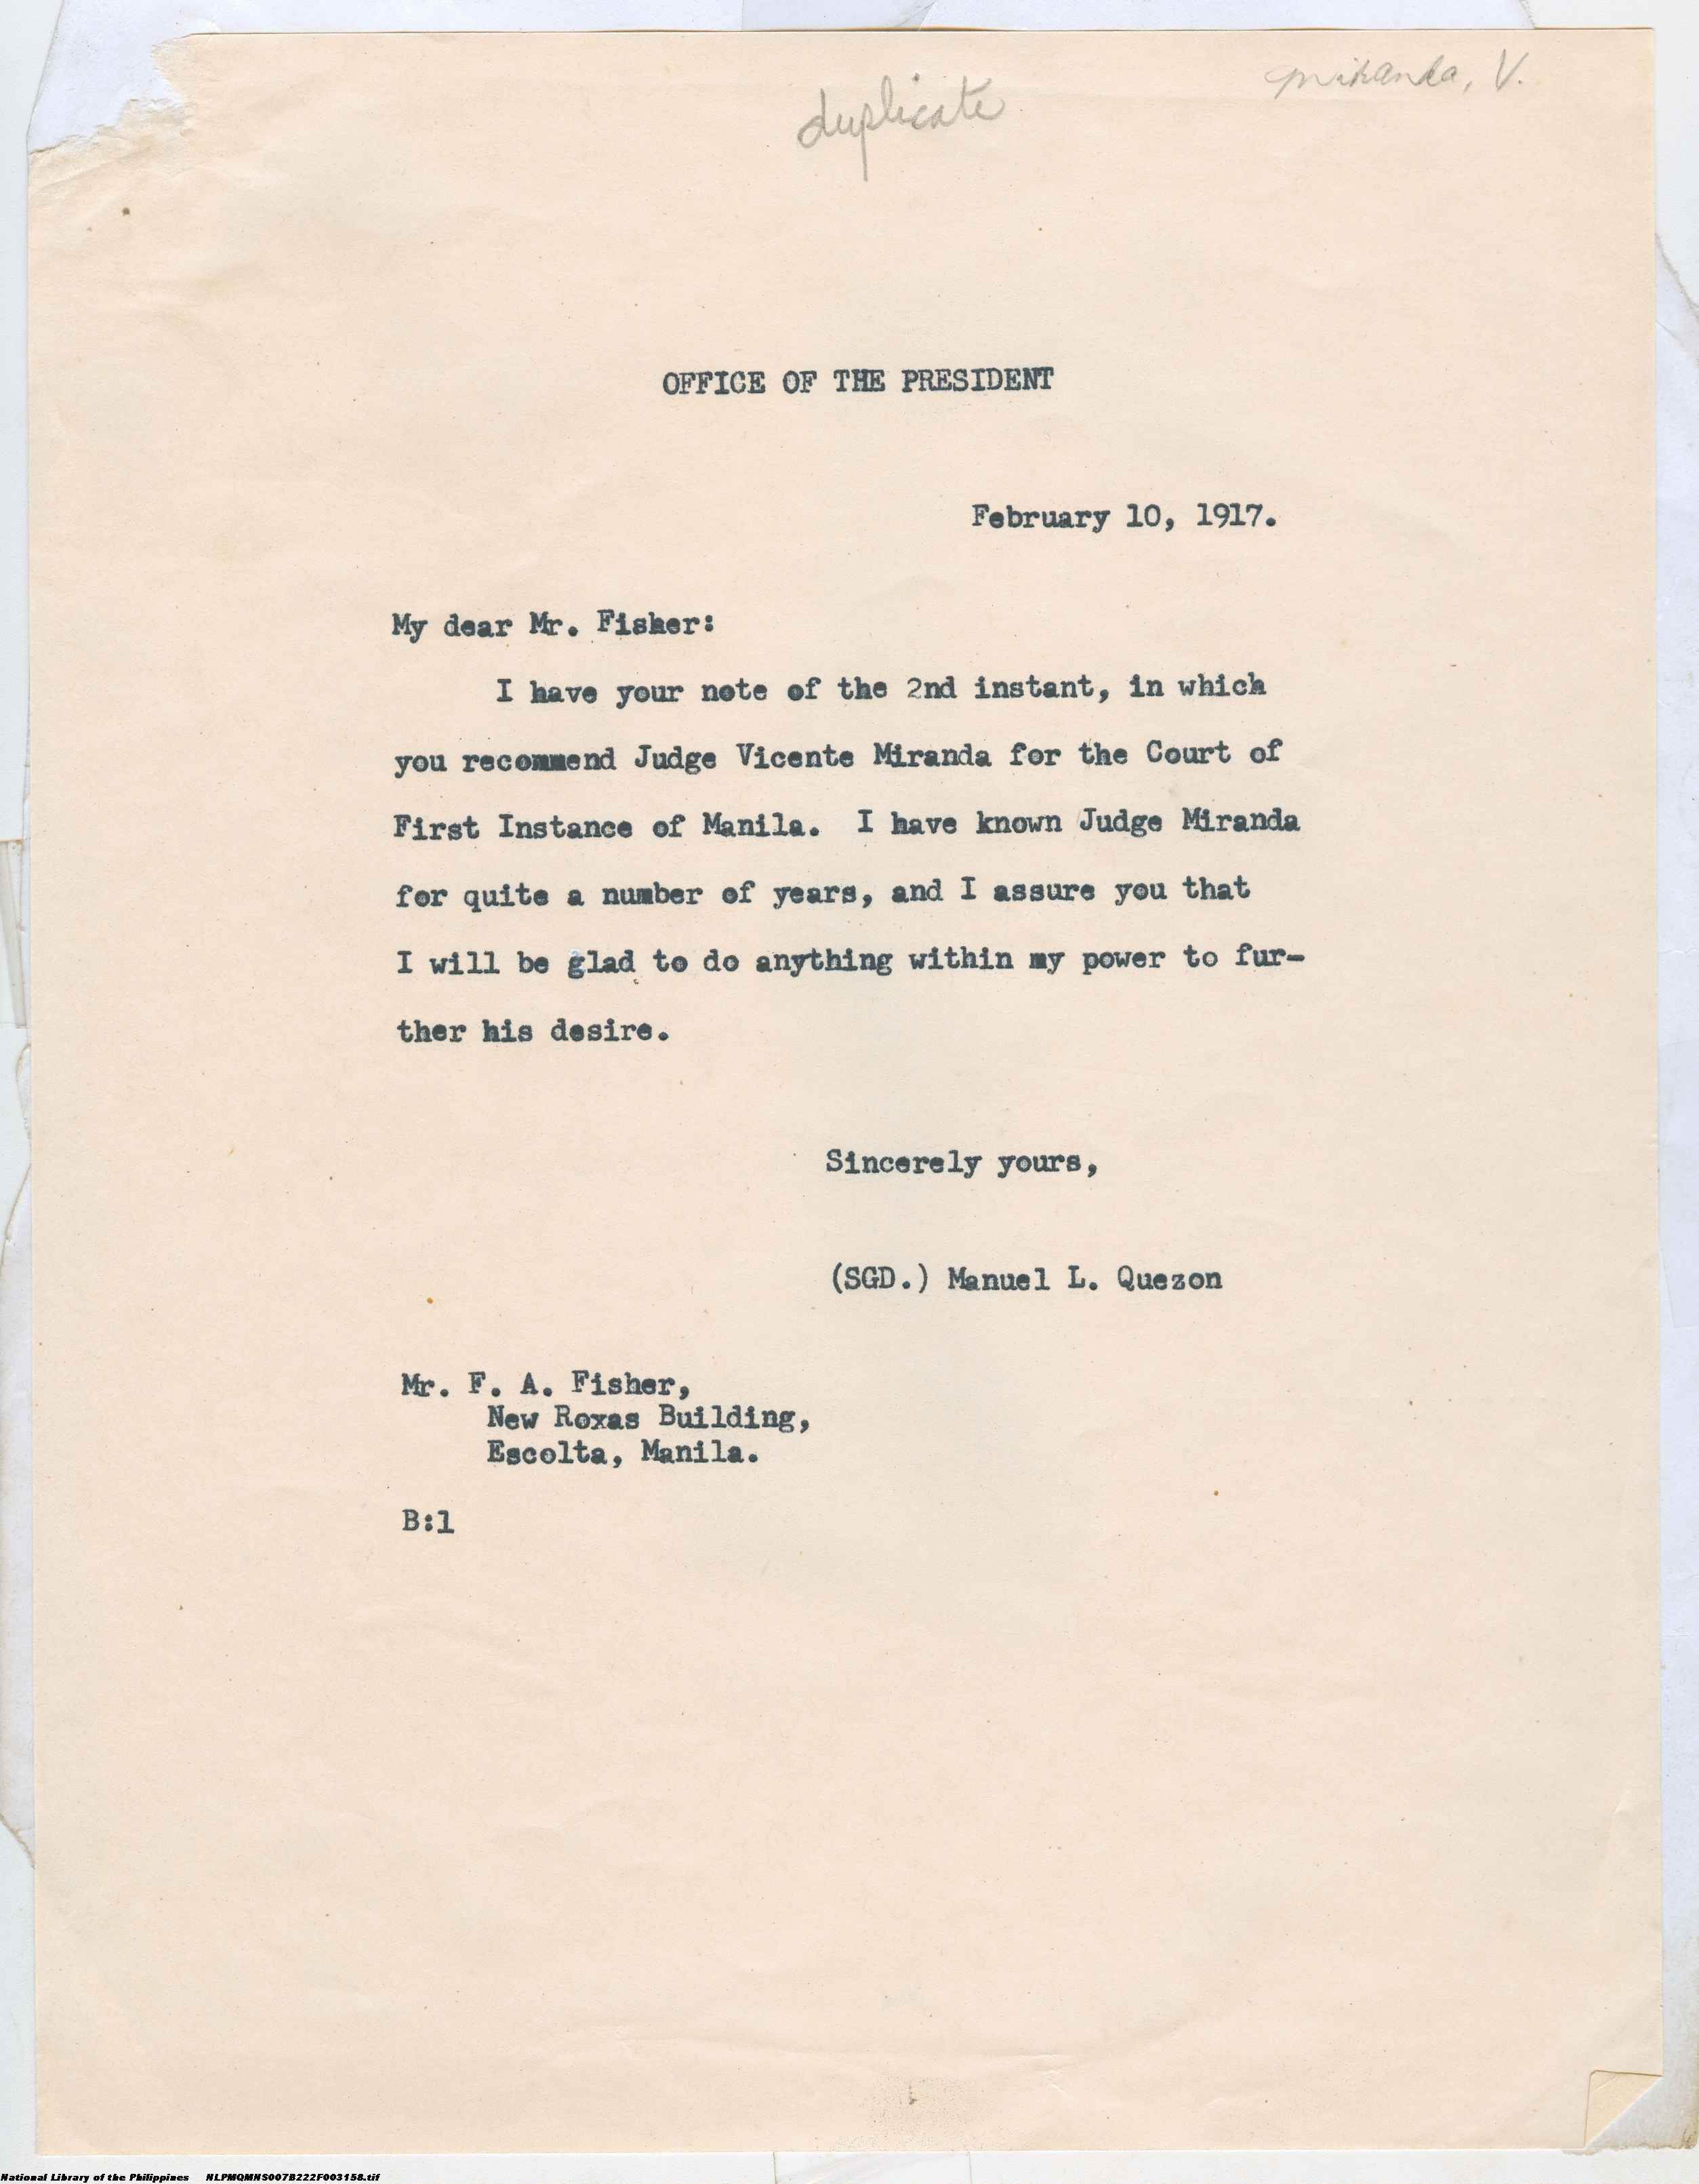 miranda, V.
duplicate
OFFICE OF THE PRESIDENT
February 10, 1917.
My dear Mr. Fisher:
I have your note of the 2nd instant, in which
you recommend Judge Vicente Miranda for the Court of
First Instance of Manila. I have known Judge Miranda
for quite a number of years, and I assure you that
I will be glad to do anything within my power to fur-
ther his desire.
Sincerely yours,
(SGD.) Manuel L. Quezon
Mr. F. A. Fisher,
New Roxas Building,
Escolta, Manila.
B:l
National Library of the Philippines NLPMQMNS007B222F003158.tif